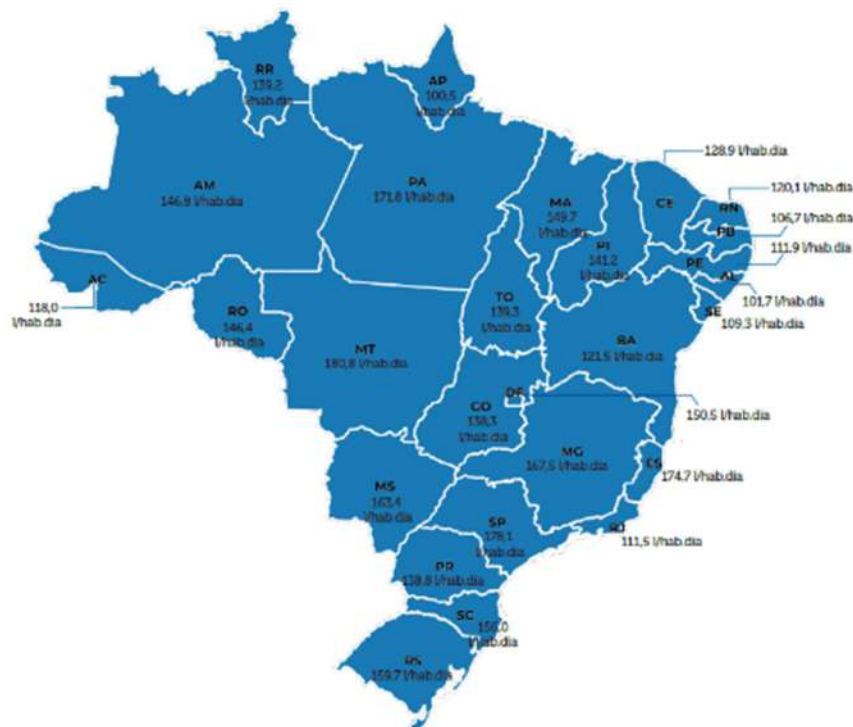 RR
139,2
l/hab.dia
AP
100,5
l/hab.dia
128,9 l/hab.dia
AM
146,8 l/hab.dia
PA
171,8 l/hab.dia
MA
149,7
l/hab.dia
CE
120,1 l/hab.dia
RN
106,7 l/hab.dia
PB
PI
141,2
l/hab.dia
PE
111,9 l/hab.dia
AL
101,7 l/hab.dia
AC
118,0
l/hab.dia
RO
146,4
l/hab.dia
TO
139,3
l/hab.dia
SE
109,3 l/hab.dia
BA
121,5 l/hab.dia
MT
180,8 l/hab.dia
DF
150,5 l/hab.dia
GO
138,3
l/hab.dia
MG
167,5 l/hab.dia
ES
174,7 l/hab.dia
MS
163,4
l/hab.dia
SP
178,1
l/hab.dia
RJ
111,5 l/hab.dia
PR
138,8 l/hab.dia
SC
156,0
l/hab.dia
RS
159,7 l/hab.dia